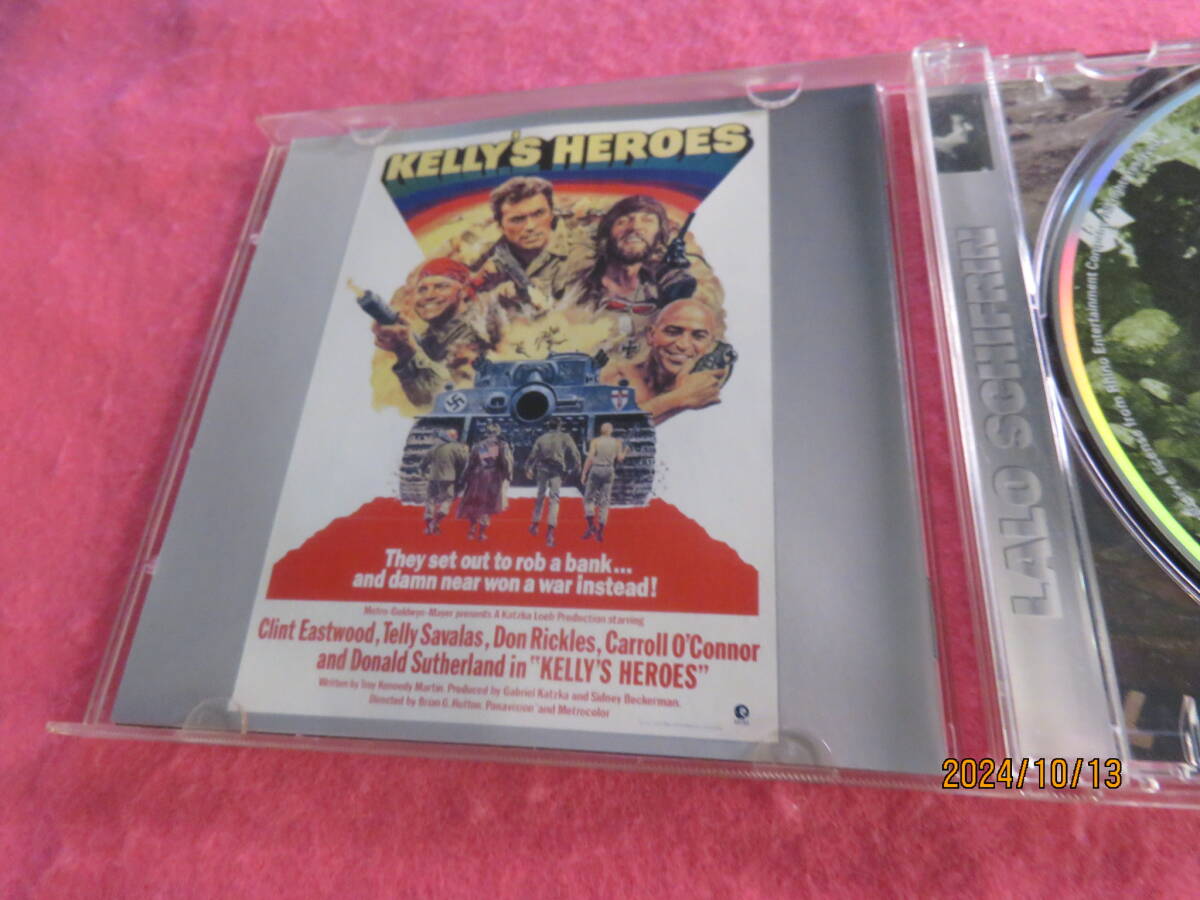 KELLY'S HEROES
They set out to rob a bank...
and damn near won a war instead!
Metro-Goldwyn-Mayer presents A Katzka Loeb Production starring
Clint Eastwood, Telly Savalas, Don Rickles, Carroll O'Connor
and Donald Sutherland in "KELLY'S HEROES"
Written by Troy Kennedy Martin. Produced by Gabriel Katzka and Sidney Beckerman.
Directed by Brian G. Hutton. Panavision and Metrocolor
LALO SCHIFRIN
from Rhino Entertainment
2024/10/13